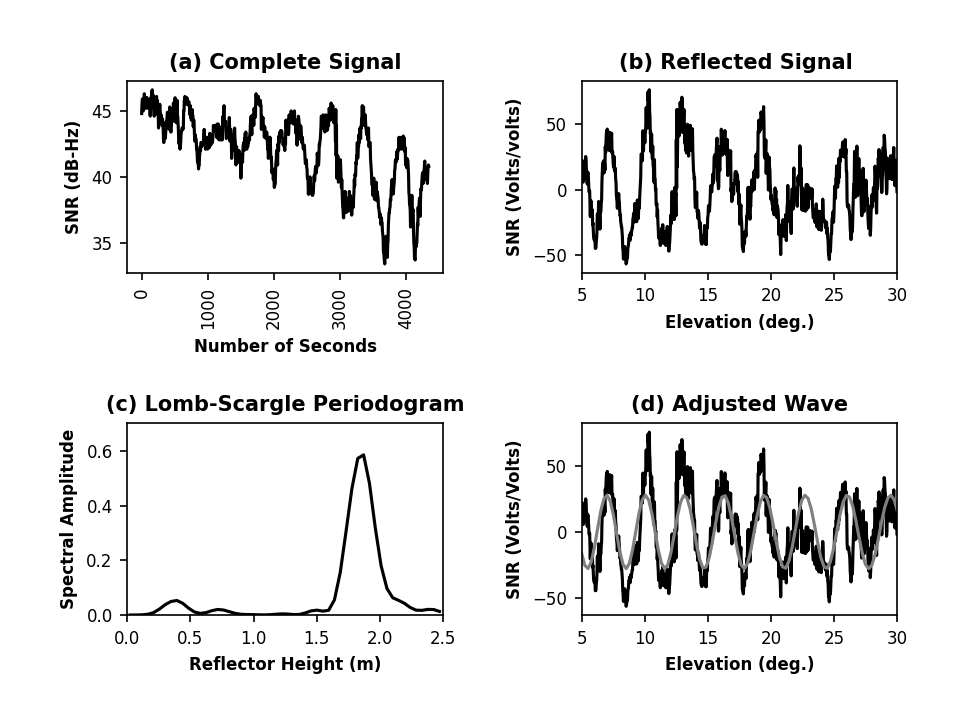 (a) Complete Signal
SNR (dB-Hz)
45
40
35
0
1000
2000
3000
4000
Number of Seconds
(b) Reflected Signal
SNR (Volts/volts)
50
0
−50
5 10 15 20 25 30
Elevation (deg.)
(c) Lomb-Scargle Periodogram
Spectral Amplitude
0.6
0.4
0.2
0.0
0.0 0.5 1.0 1.5 2.0 2.5
Reflector Height (m)
(d) Adjusted Wave
SNR (Volts/Volts)
50
0
−50
5 10 15 20 25 30
Elevation (deg.)